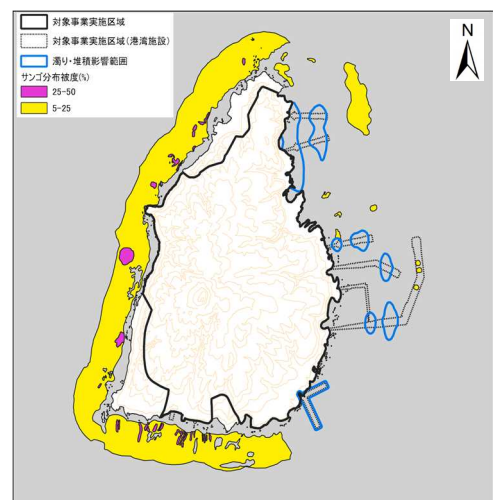 対象事業実施区域
対象事業実施区域(港湾施設)
濁り・堆積影響範囲
サンゴ分布被度(%)
25-50
5-25
N